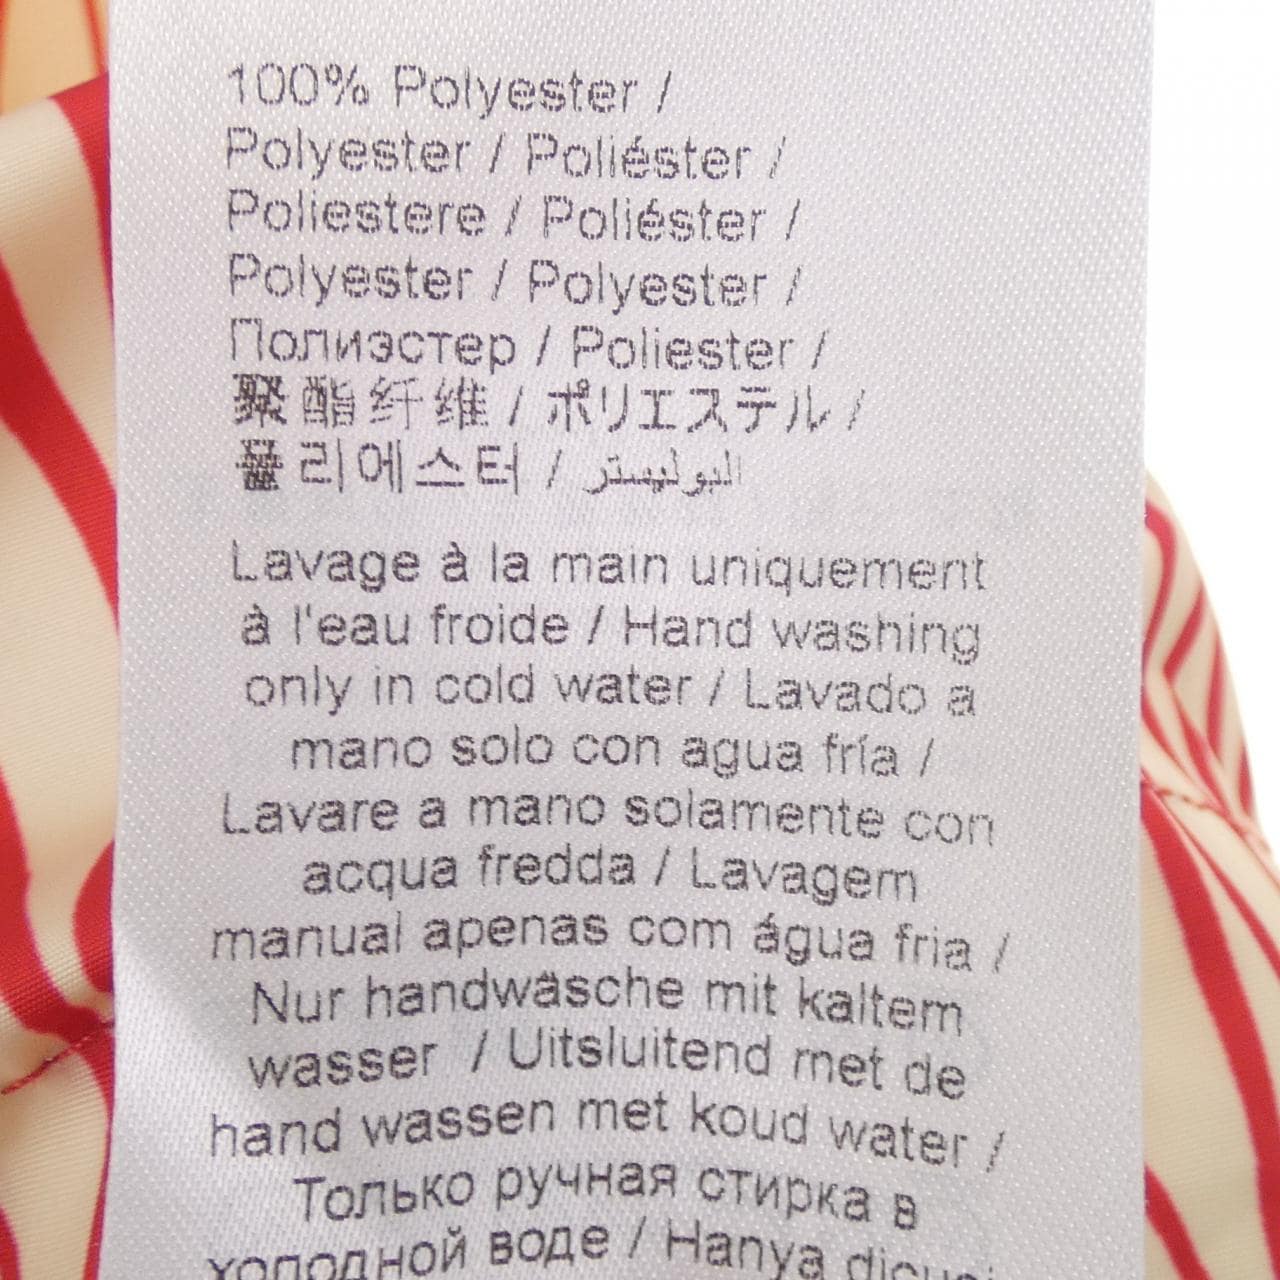 100% Polyester /
Polyester / Poliéster /
Poliestere / Poliéster /
Polyester / Polyester /
Полиэстер / Poliester /
聚酯纤维 / ポリエステル /
폴리에스터 / البوليستر
Lavage à la main uniquement
à l'eau froide / Hand washing
only in cold water / Lavado a
mano solo con agua fría /
Lavare a mano solamente con
acqua fredda / Lavagem
manual apenas com água fria /
Nur handwäsche mit kaltem
wasser / Uitsluitend met de
hand wassen met koud water /
Только ручная стирка в
холодной воде / Hanya dicuci